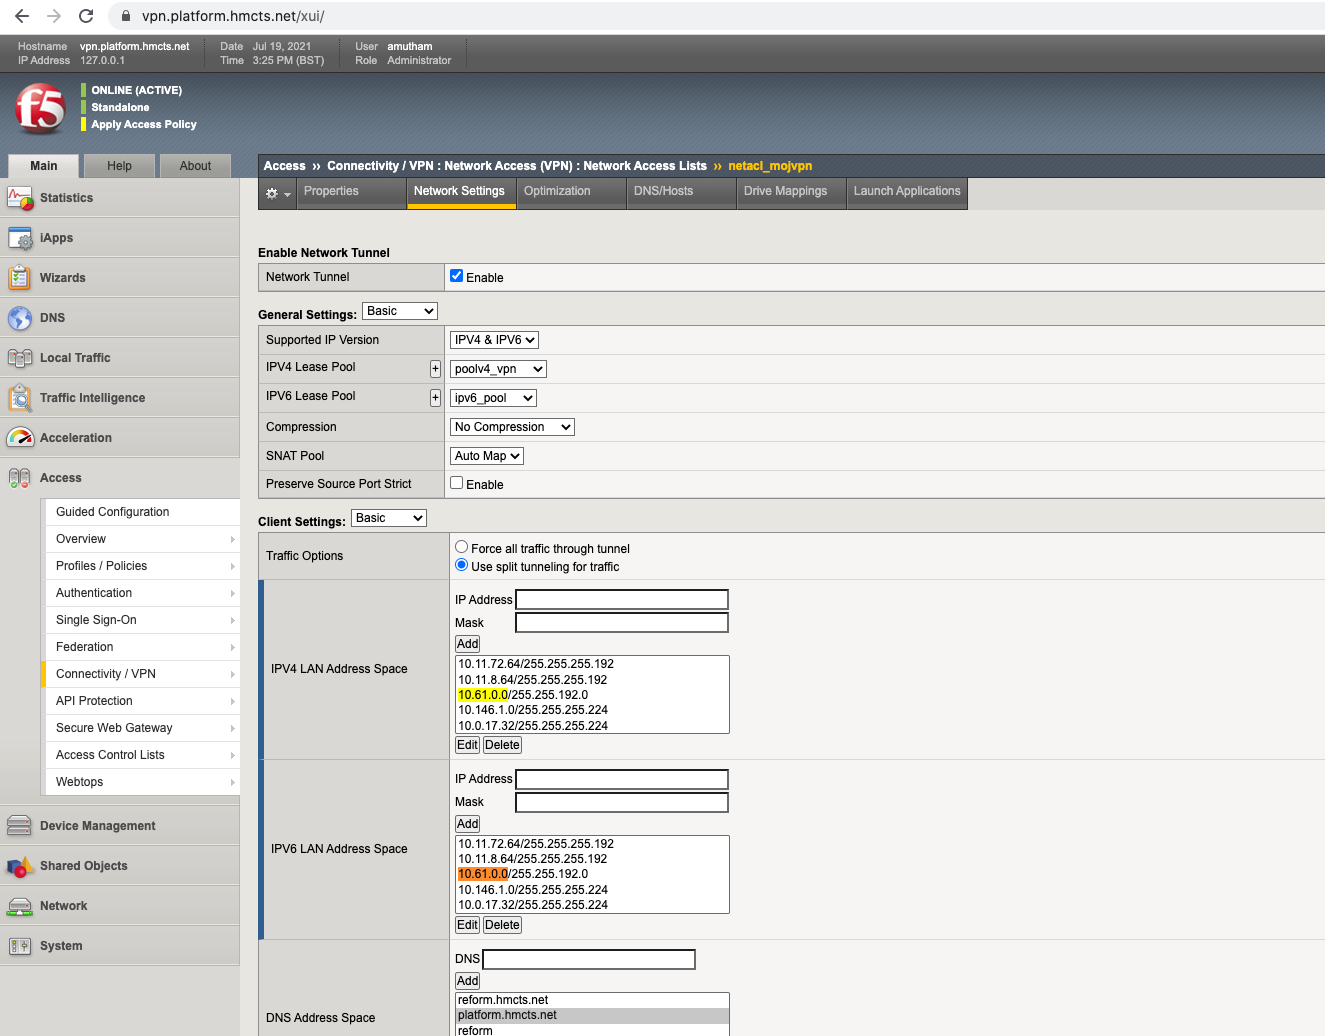 vpn.platform.hmcts.net/xui/
Hostname vpn.platform.hmcts.net Date Jul 19, 2021 User amutham
IP Address 127.0.0.1 Time 3:25 PM (BST) Role Administrator
f5
ONLINE (ACTIVE)
Standalone
Apply Access Policy
Main Help About
Access ›› Connectivity / VPN : Network Access (VPN) : Network Access Lists ›› netacl_mojvpn
Properties Network Settings Optimization DNS/Hosts Drive Mappings Launch Applications
Statistics
iApps
Wizards
DNS
Local Traffic
Traffic Intelligence
Acceleration
Access
Guided Configuration
Overview
Profiles / Policies
Authentication
Single Sign-On
Federation
Connectivity / VPN
API Protection
Secure Web Gateway
Access Control Lists
Webtops
Device Management
Shared Objects
Network
System
Enable Network Tunnel
Network Tunnel Enable
General Settings: Basic
Supported IP Version IPV4 & IPV6
IPV4 Lease Pool + poolv4_vpn
IPV6 Lease Pool + ipv6_pool
Compression No Compression
SNAT Pool Auto Map
Preserve Source Port Strict Enable
Client Settings: Basic
Traffic Options
Force all traffic through tunnel
Use split tunneling for traffic
IPV4 LAN Address Space
IP Address
Mask
Add
10.11.72.64/255.255.255.192
10.11.8.64/255.255.255.192
10.61.0.0/255.255.192.0
10.146.1.0/255.255.255.224
10.0.17.32/255.255.255.224
Edit Delete
IPV6 LAN Address Space
IP Address
Mask
Add
10.11.72.64/255.255.255.192
10.11.8.64/255.255.255.192
10.61.0.0/255.255.192.0
10.146.1.0/255.255.255.224
10.0.17.32/255.255.255.224
Edit Delete
DNS Address Space
DNS
Add
reform.hmcts.net
platform.hmcts.net
reform